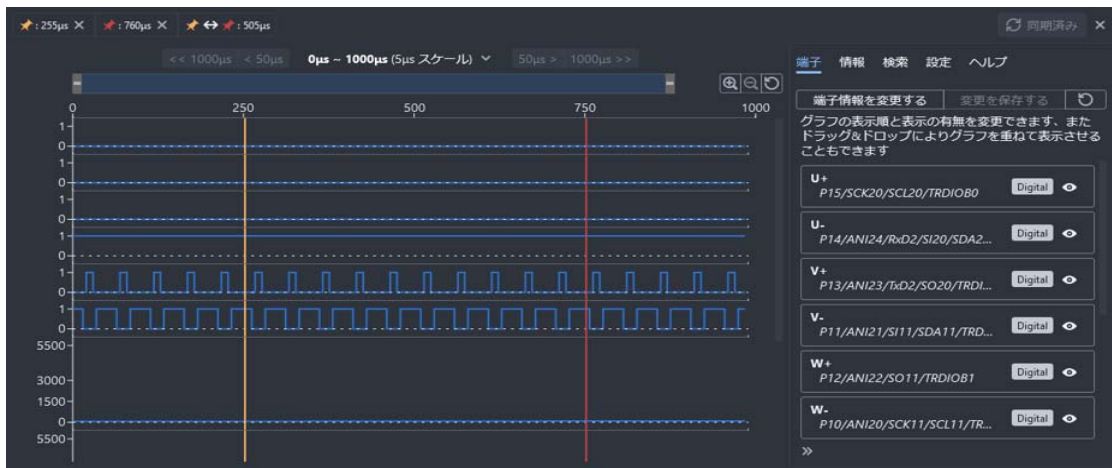 : 255μs ✕ : 760μs ✕ ↔ : 505μs
同期済み ✕
<< 1000μs < 50μs 0μs ~ 1000μs (5μs スケール) 50μs > 1000μs >>
0 250 500 750 1000
1
0
1
0
1
0
1
0
1
0
1
0
5500
3000
1500
0
5500
端子 情報 検索 設定 ヘルプ
端子情報を変更する 変更を保存する
グラフの表示順と表示の有無を変更できます、また
ドラッグ&ドロップによりグラフを重ねて表示させる
こともできます
U+
P15/SCK20/SCL20/TRDIOB0 Digital
U-
P14/ANI24/RxD2/SI20/SDA2... Digital
V+
P13/ANI23/TxD2/SO20/TRDI... Digital
V-
P11/ANI21/SI11/SDA11/TRD... Digital
W+
P12/ANI22/SO11/TRDIOB1 Digital
W-
P10/ANI20/SCK11/SCL11/TR... Digital
»